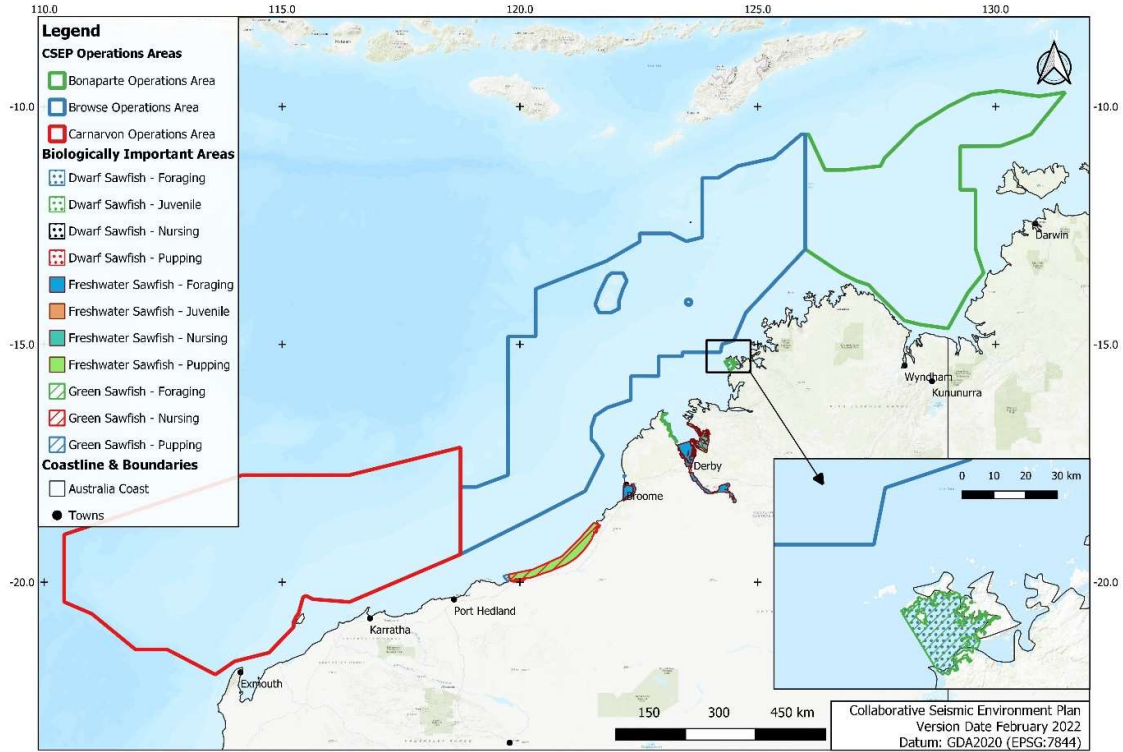 110.0
115.0
120.0
125.0
130.0
Legend
CSEP Operations Areas
Bonaparte Operations Area
Browse Operations Area
Carnarvon Operations Area
Biologically Important Areas
Dwarf Sawfish - Foraging
Dwarf Sawfish - Juvenile
Dwarf Sawfish - Nursing
Dwarf Sawfish - Pupping
Freshwater Sawfish - Foraging
Freshwater Sawfish - Juvenile
Freshwater Sawfish - Nursing
Freshwater Sawfish - Pupping
Green Sawfish - Foraging
Green Sawfish - Nursing
Green Sawfish - Pupping
Coastline & Boundaries
Australia Coast
Towns
-10.0
-10.0
Darwin
-15.0
-15.0
Wyndham
Kununurra
Derby
Broome
-20.0
-20.0
Port Hedland
Karratha
Exmouth
0 10 20 30 km
150 300 450 km
Collaborative Seismic Environment Plan
Version Date February 2022
Datum: GDA2020 (EPSG:7844)